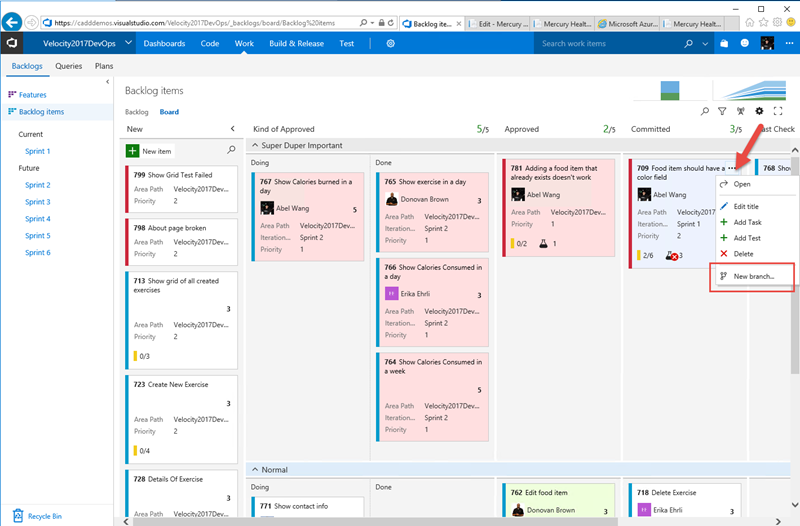 https://cadddemos.visualstudio.com/Velocity2017DevOps/_backlogs/board/Backlog%20items
Backlog item...
Edit - Mercury ...
Mercury Healt...
Microsoft Azur...
Mercury Healt...
Velocity2017DevOps
Dashboards
Code
Work
Build & Release
Test
Search work items
Backlogs
Queries
Plans
Features
Backlog items
Current
Sprint 1
Future
Sprint 2
Sprint 3
Sprint 4
Sprint 5
Sprint 6
Recycle Bin
Backlog items
Backlog
Board
New
Kind of Approved
5/5
Approved
2/5
Committed
3/5
ast Check
New item
799 Show Grid Test Failed
Area Path Velocity2017Dev...
Priority 2
798 About page broken
Area Path Velocity2017Dev...
Priority 2
713 Show grid of all created
exercises
3
Area Path Velocity2017Dev...
Priority 2
0/3
723 Create New Exercise
3
Area Path Velocity2017Dev...
Priority 2
0/4
728 Details Of Exercise
3
Area Path Velocity2017Dev...
Super Duper Important
Doing
767 Show Calories burned in a
day
Abel Wang
5
Area Path Velocity2017Dev...
Iteration... Sprint 2
Priority 1
Done
765 Show exercise in a day
Donovan Brown
3
Area Path Velocity2017Dev...
Iteration... Sprint 2
Priority 1
766 Show Calories Consumed in
a day
Erika Ehrli
3
Area Path Velocity2017Dev...
Iteration... Sprint 2
Priority 1
764 Show Calories Consumed in
a week
5
Area Path Velocity2017Dev...
Iteration... Sprint 2
Priority 1
781 Adding a food item that
already exists doesn't work
Abel Wang
Area Path Velocity2017Dev...
Priority 1
0/2
1
709 Food item should have a
color field
Abel Wang
Area Path Velocity2017D
Iteration... Sprint 1
Priority 2
2/6
3
768 Sho
Open
Edit title
Add Task
Add Test
Delete
New branch...
Normal
Doing
771 Show contact info
3
Done
762 Edit food item
Donovan Brown
3
718 Delete Exercise
Erika Ehrli
3